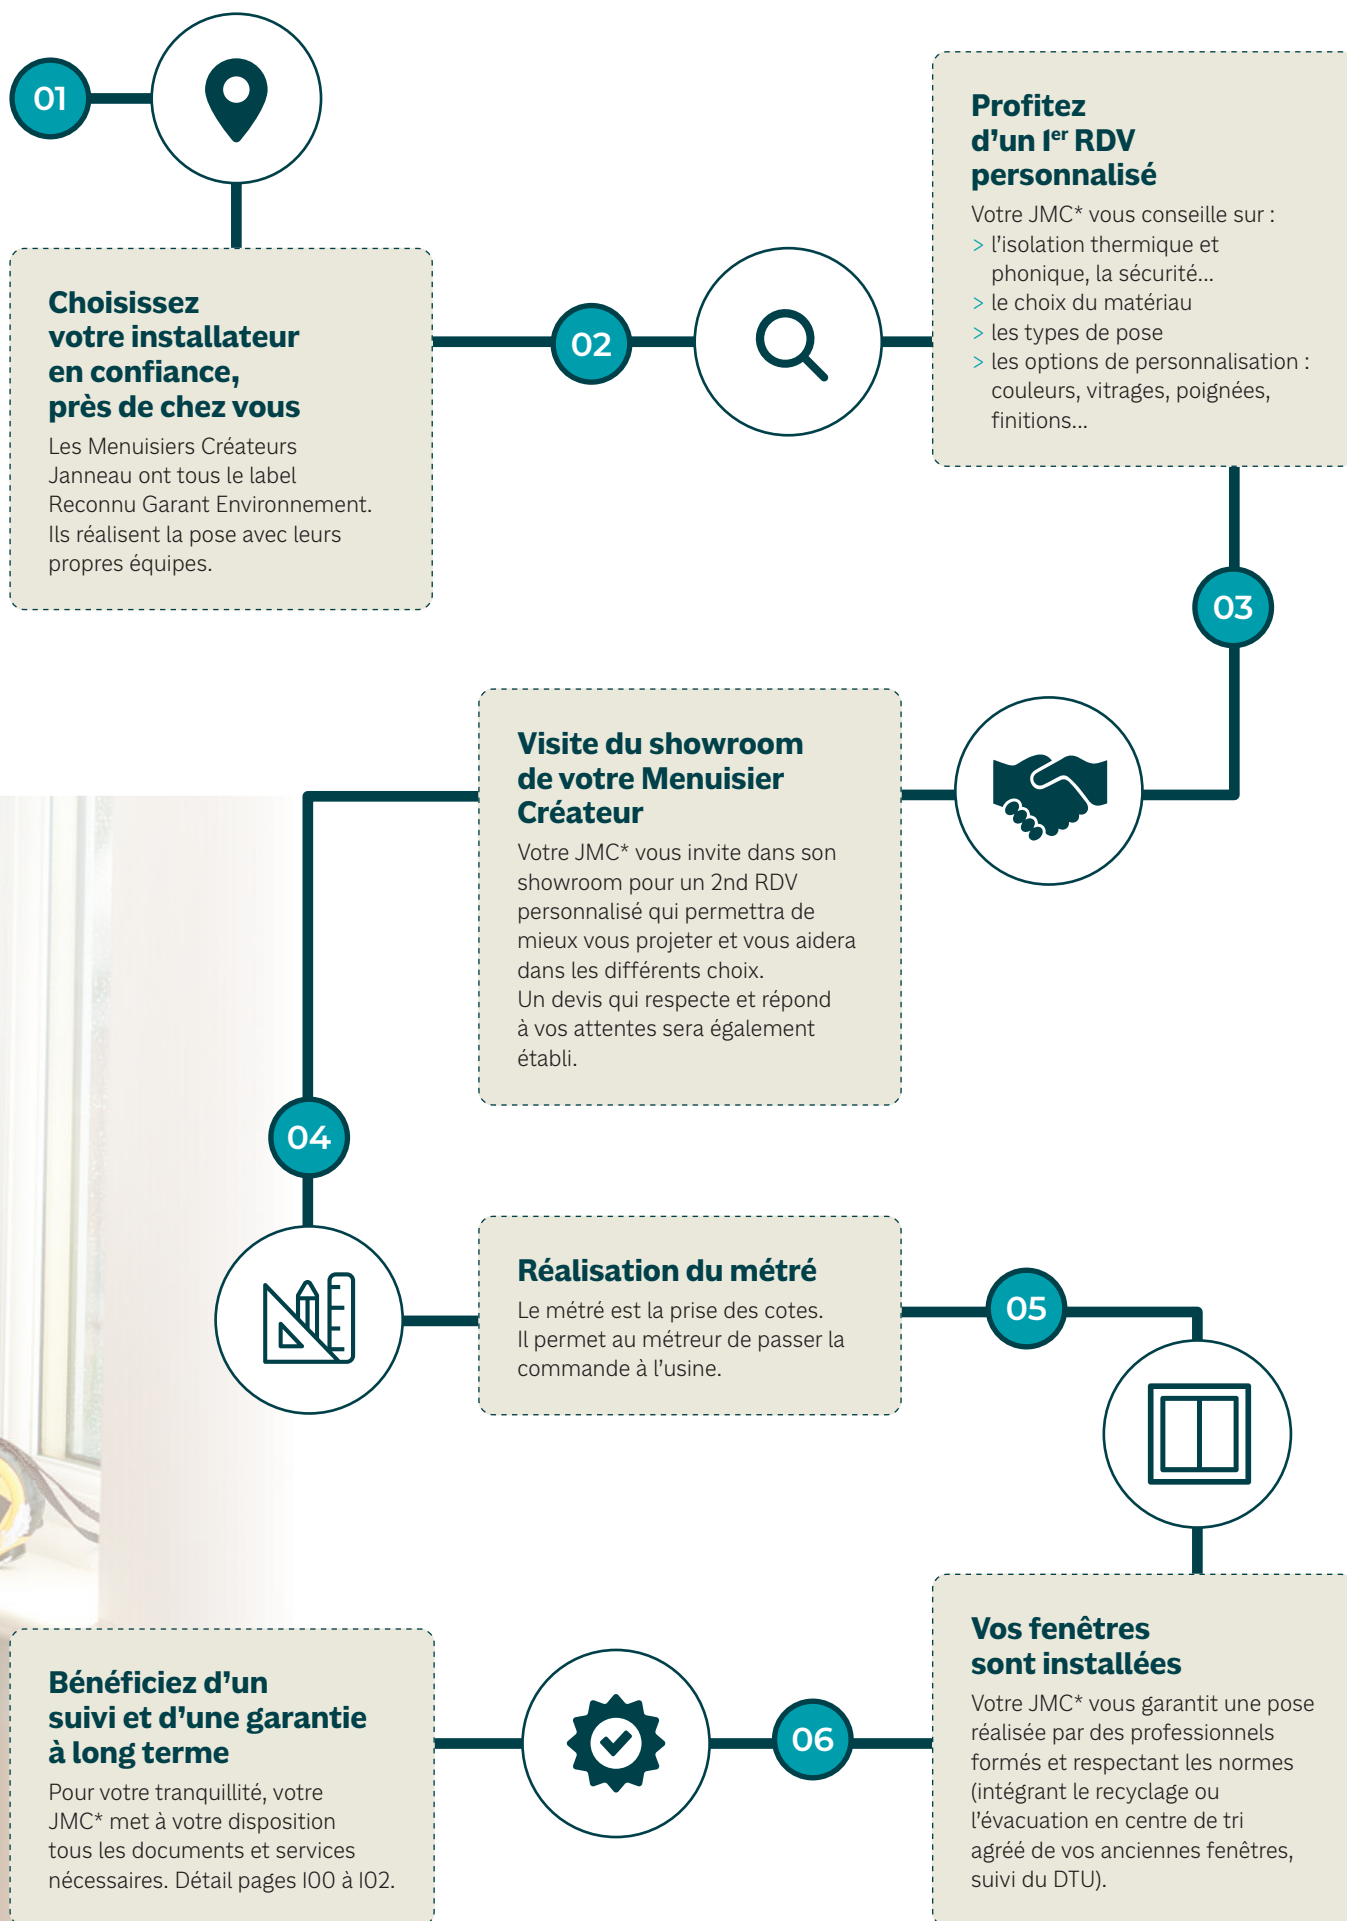 01
Choisissez
votre installateur
en confiance,
près de chez vous
Les Menuisiers Créateurs
Janneau ont tous le label
Reconnu Garant Environnement.
Ils réalisent la pose avec leurs
propres équipes.
02
Profitez
d'un 1er RDV
personnalisé
Votre JMC* vous conseille sur :
> l'isolation thermique et
phonique, la sécurité...
> le choix du matériau
> les types de pose
> les options de personnalisation :
couleurs, vitrages, poignées,
finitions...
03
Visite du showroom
de votre Menuisier
Créateur
Votre JMC* vous invite dans son
showroom pour un 2nd RDV
personnalisé qui permettra de
mieux vous projeter et vous aidera
dans les différents choix.
Un devis qui respecte et répond
à vos attentes sera également
établi.
04
Réalisation du métré
Le métré est la prise des cotes.
Il permet au métreur de passer la
commande à l'usine.
05
Vos fenêtres
sont installées
Votre JMC* vous garantit une pose
réalisée par des professionnels
formés et respectant les normes
(intégrant le recyclage ou
l'évacuation en centre de tri
agréé de vos anciennes fenêtres,
suivi du DTU).
06
Bénéficiez d'un
suivi et d'une garantie
à long terme
Pour votre tranquillité, votre
JMC* met à votre disposition
tous les documents et services
nécessaires. Détail pages 100 à 102.